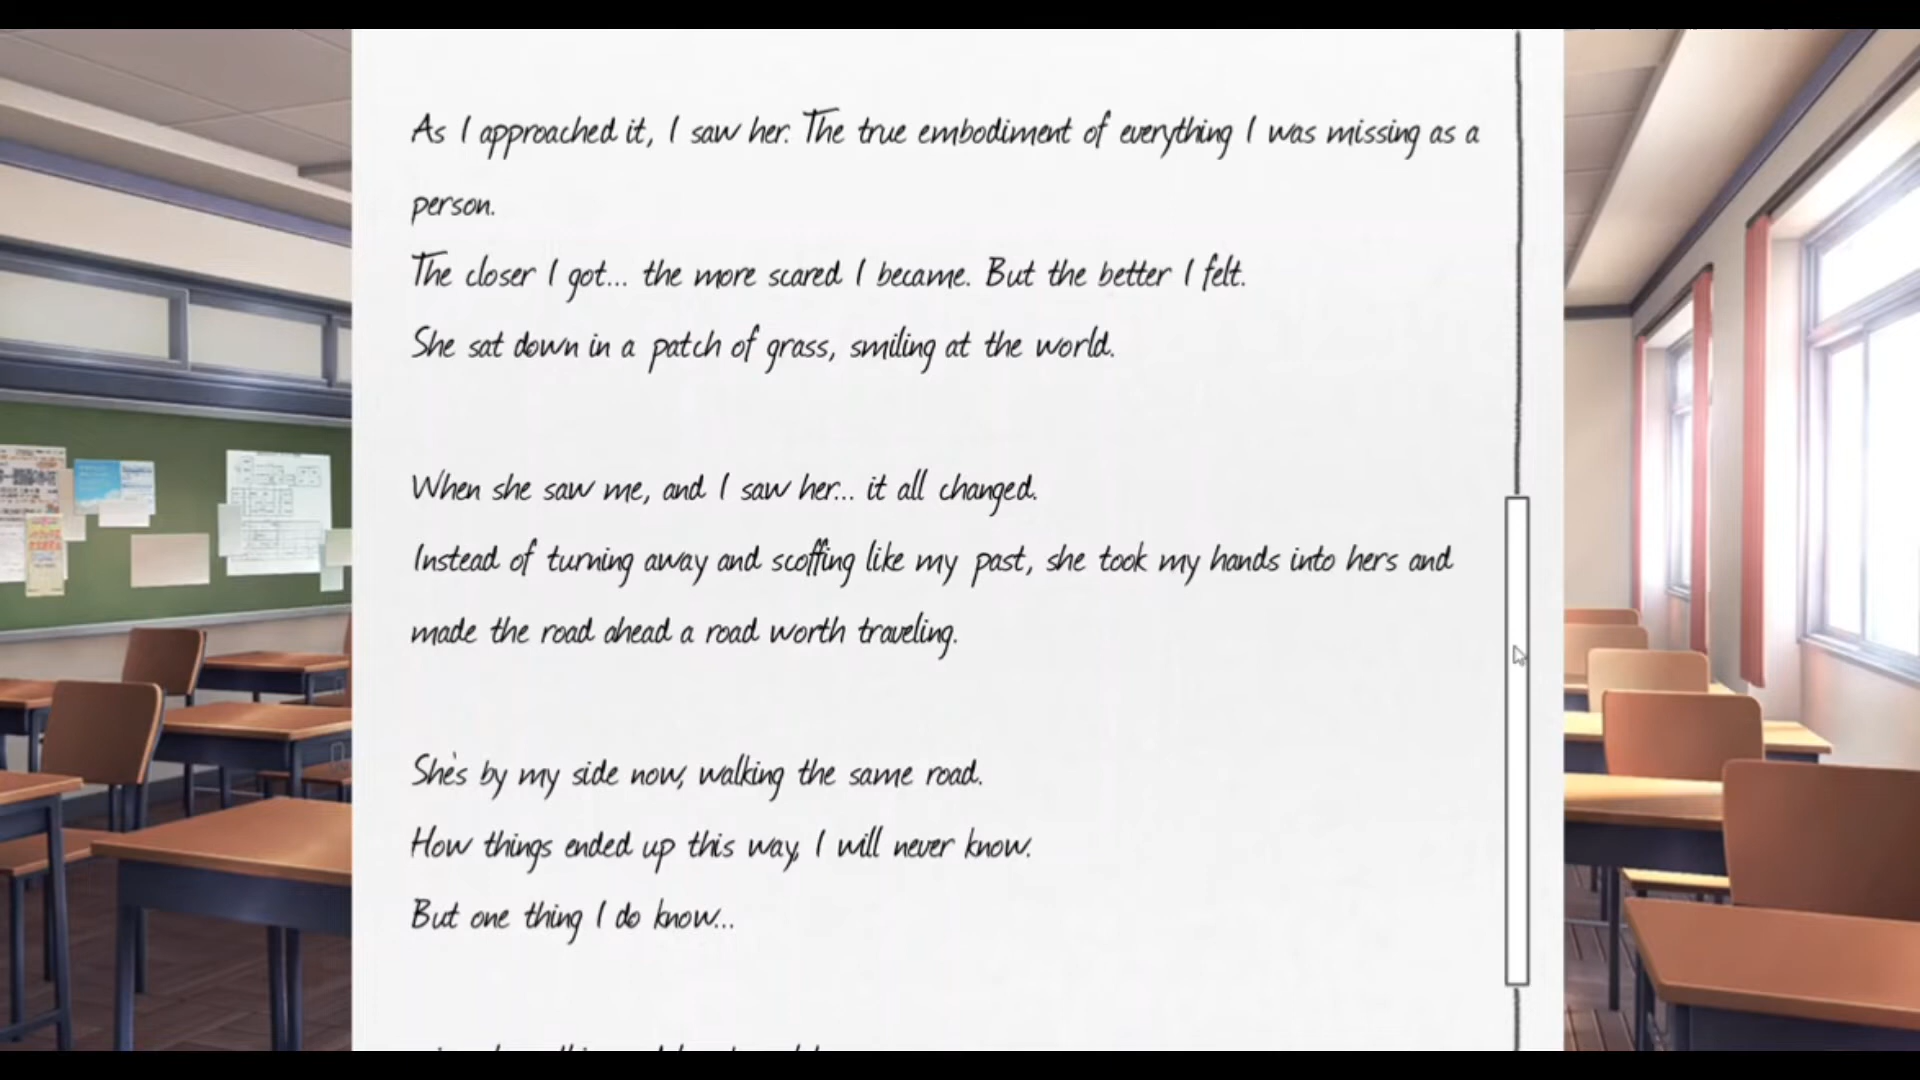 As I approached it, I saw her. The true embodiment of everything I was missing as a
person.
The closer I got... the more scared I became. But the better I felt.
She sat down in a patch of grass, smiling at the world.
When she saw me, and I saw her... it all changed.
Instead of turning away and scoffing like my past, she took my hands into hers and
made the road ahead a road worth traveling.
She's by my side now, walking the same road.
How things ended up this way, I will never know.
But one thing I do know...